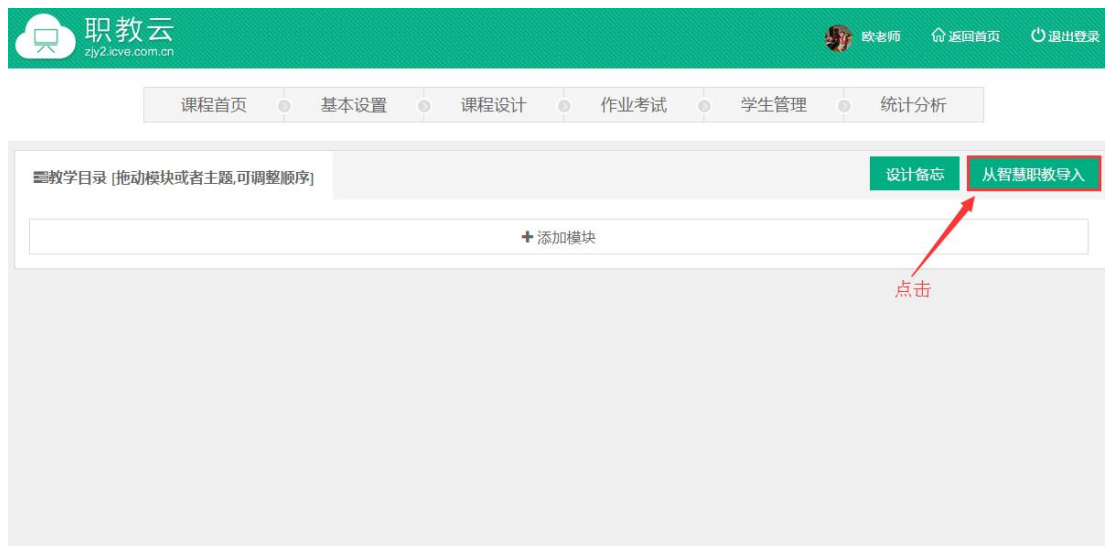 职教云
zjy2.icve.com.cn
欧老师 返回首页 退出登录
课程首页 基本设置 课程设计 作业考试 学生管理 统计分析
教学目录 [拖动模块或者主题,可调整顺序] 设计备忘 从智慧职教导入
+ 添加模块
点击